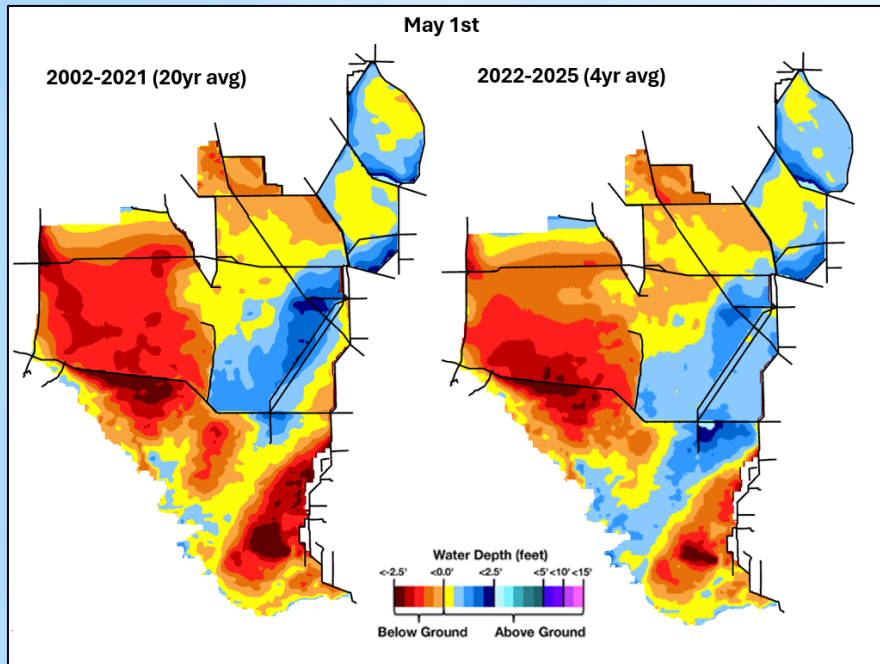 May 1st
2002-2021 (20yr avg)
2022-2025 (4yr avg)
Water Depth (feet)
<-2.5' <0.0' <2.5' <5' <10' <15'
Below Ground Above Ground